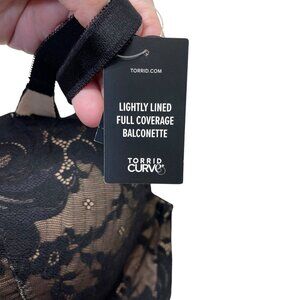 TORRID.COM
LIGHTLY LINED
FULL COVERAGE
BALCONETTE
TORRID
CURVE